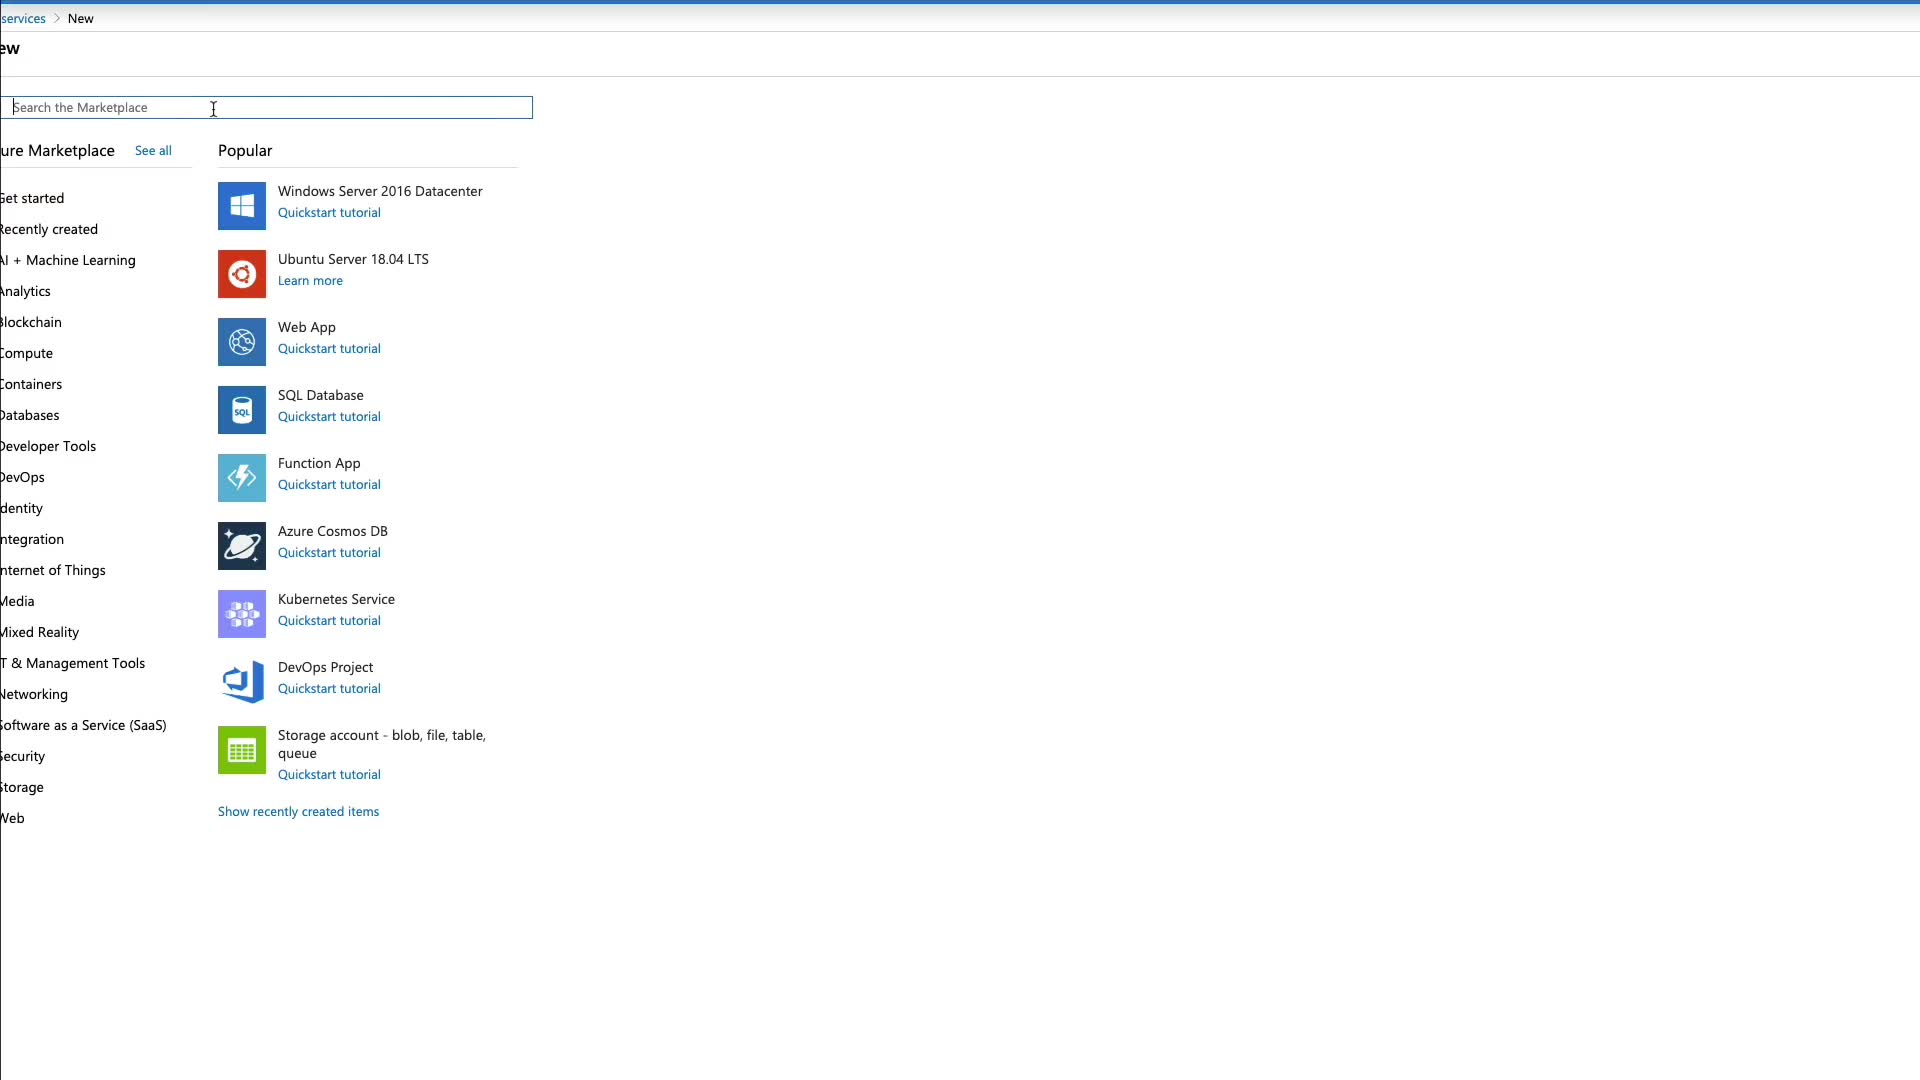 services > New
ew
Search the Marketplace
ure Marketplace See all
Get started
Recently created
AI + Machine Learning
Analytics
Blockchain
Compute
Containers
Databases
Developer Tools
DevOps
dentity
ntegration
nternet of Things
Media
Mixed Reality
IT & Management Tools
Networking
Software as a Service (SaaS)
Security
Storage
Web
Popular
Windows Server 2016 Datacenter
Quickstart tutorial
Ubuntu Server 18.04 LTS
Learn more
Web App
Quickstart tutorial
SQL
SQL Database
Quickstart tutorial
Function App
Quickstart tutorial
Azure Cosmos DB
Quickstart tutorial
Kubernetes Service
Quickstart tutorial
DevOps Project
Quickstart tutorial
Storage account - blob, file, table,
queue
Quickstart tutorial
Show recently created items